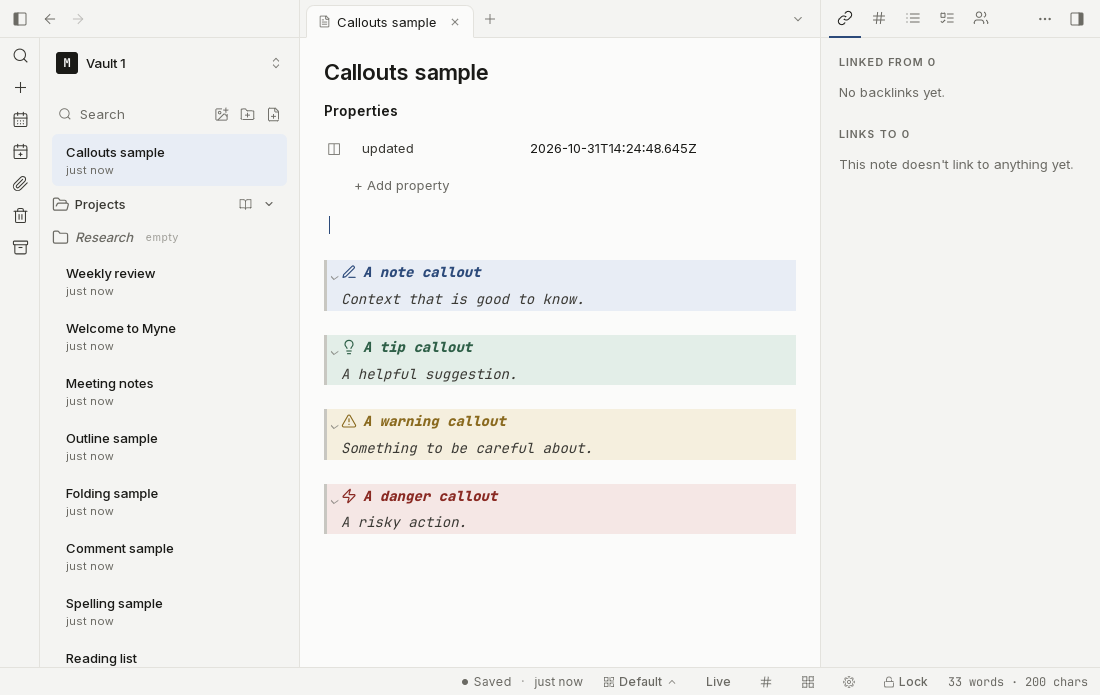 Callouts sample
M Vault 1
Search
Callouts sample
just now
Projects
Research empty
Weekly review
just now
Welcome to Myne
just now
Meeting notes
just now
Outline sample
just now
Folding sample
just now
Comment sample
just now
Spelling sample
just now
Reading list
Callouts sample
Properties
updated 2026-10-31T14:24:48.645Z
+ Add property
A note callout
Context that is good to know.
A tip callout
A helpful suggestion.
A warning callout
Something to be careful about.
A danger callout
A risky action.
LINKED FROM 0
No backlinks yet.
LINKS TO 0
This note doesn't link to anything yet.
Saved · just now Default Live Lock 33 words · 200 chars